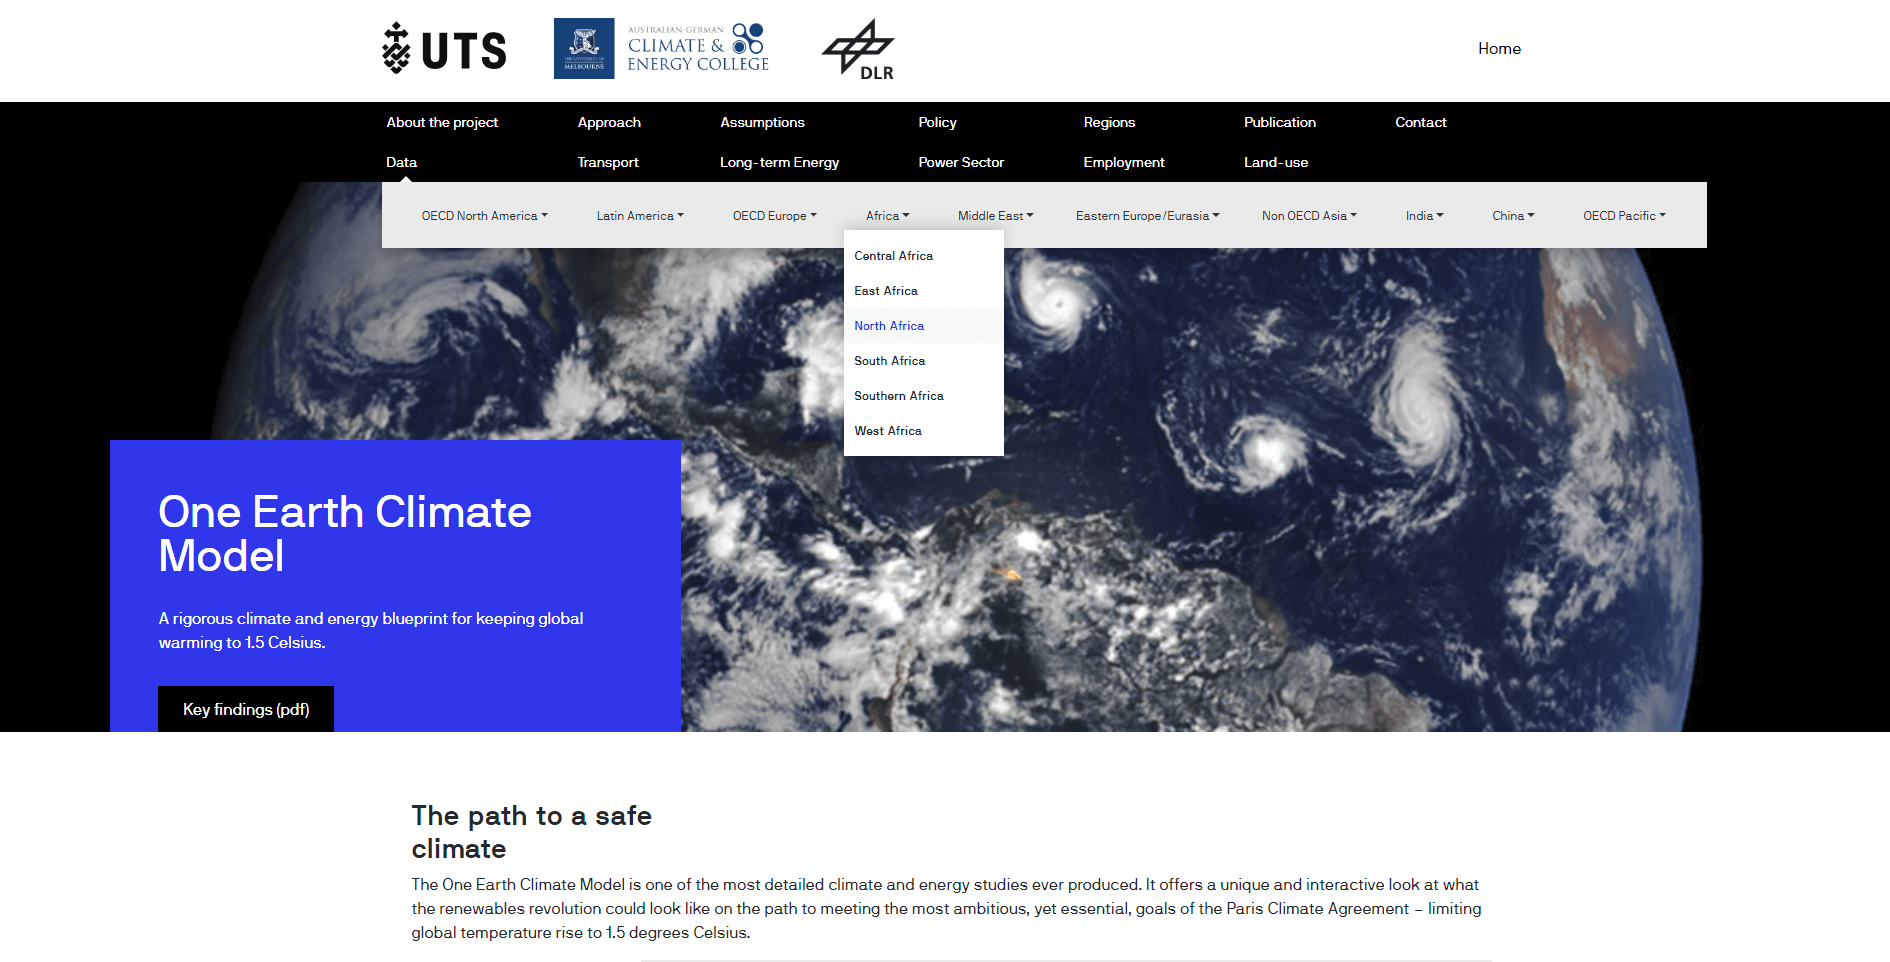 UTS
THE UNIVERSITY OF
MELBOURNE
AUSTRALIAN-GERMAN
CLIMATE &
ENERGY COLLEGE
DLR
Home
About the project Approach Assumptions Policy Regions Publication Contact
Data Transport Long-term Energy Power Sector Employment Land-use
OECD North America Latin America OECD Europe Africa Middle East Eastern Europe/Eurasia Non OECD Asia India China OECD Pacific
Central Africa
East Africa
North Africa
South Africa
Southern Africa
West Africa
One Earth Climate
Model
A rigorous climate and energy blueprint for keeping global
warming to 1.5 Celsius.
Key findings (pdf)
The path to a safe
climate
The One Earth Climate Model is one of the most detailed climate and energy studies ever produced. It offers a unique and interactive look at what
the renewables revolution could look like on the path to meeting the most ambitious, yet essential, goals of the Paris Climate Agreement – limiting
global temperature rise to 1.5 degrees Celsius.